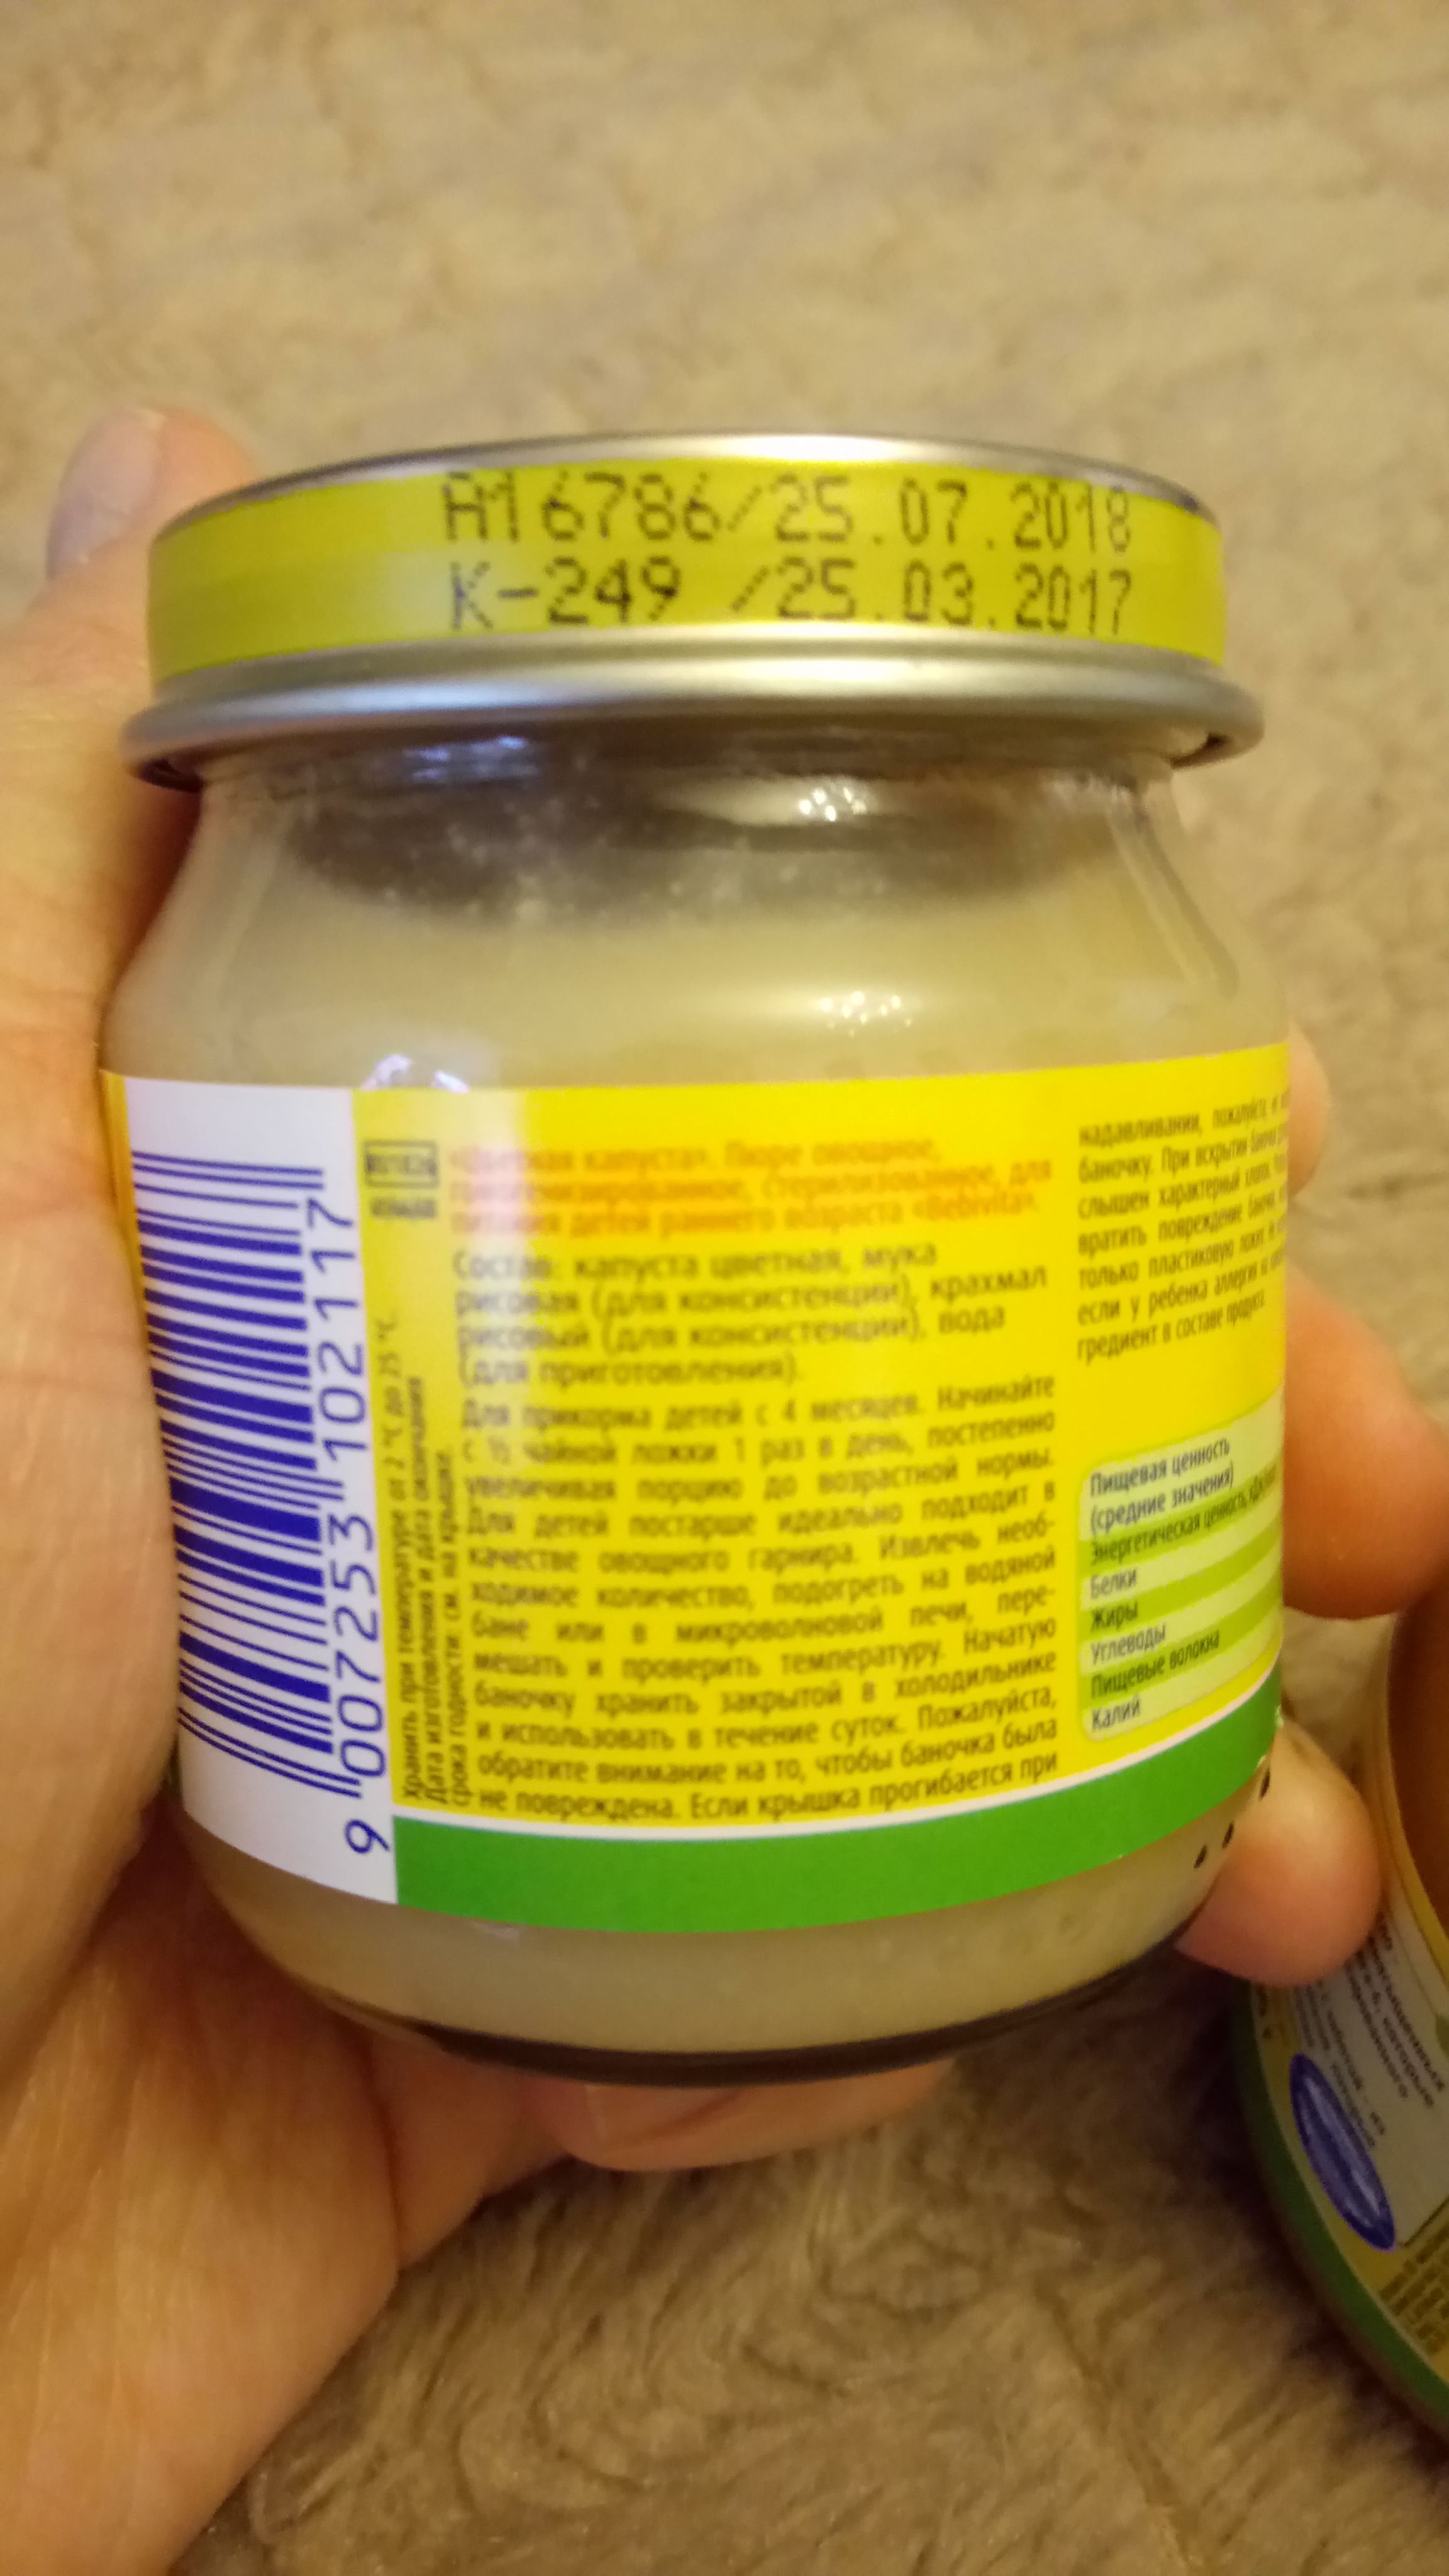 A16786/25.07.2018
K-249 /25.03.2017
9 007253 102117
Хранить при температуре от 2 °C до 25 °C.
Дата изготовления и дата окончания
срока годности: см. на крышке.
«Цветная капуста». Пюре овощное,
гомогенизированное, стерилизованное, для
питания детей раннего возраста «Bebivita».
Состав: капуста цветная, мука
рисовая (для консистенции), крахмал
рисовый (для консистенции), вода
(для приготовления).
Для прикорма детей с 4 месяцев. Начинайте
с ½ чайной ложки 1 раз в день, постепенно
увеличивая порцию до возрастной нормы.
Для детей постарше идеально подходит в
качестве овощного гарнира. Извлечь необ-
ходимое количество, подогреть на водяной
бане или в микроволновой печи, пере-
мешать и проверить температуру. Начатую
баночку хранить закрытой в холодильнике
и использовать в течение суток. Пожалуйста,
обратите внимание на то, чтобы баночка была
не повреждена. Если крышка прогибается при
надавливании, пожалуйста, не
баночку. При вскрытии баночки
слышен характерный хлопок.
вратить повреждение баночки,
только пластиковую ложку.
если у ребенка аллергия на
гредиент в составе продукта.
Пищевая ценность
(средние значения)
Энергетическая ценность,
Белки
Жиры
Углеводы
Пищевые волокна
Калий